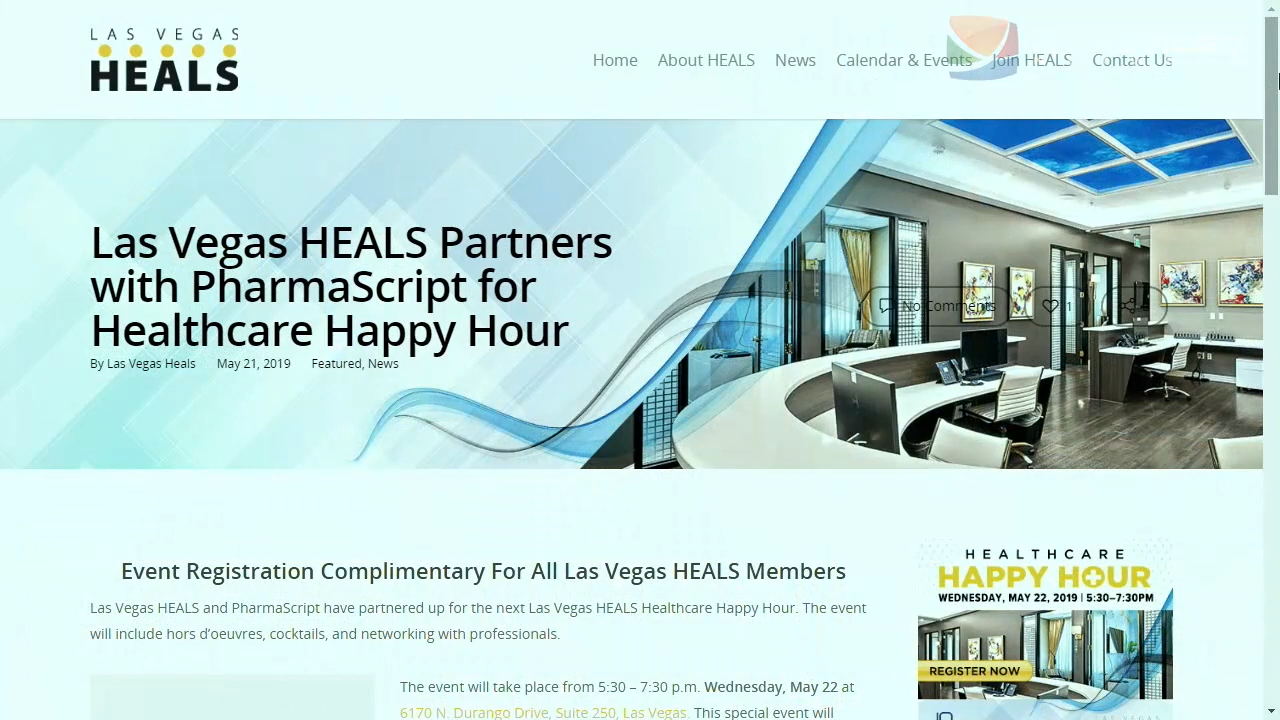 LAS VEGAS
HEALS
Home About HEALS News Calendar & Events Join HEALS Contact Us
Las Vegas HEALS Partners
with PharmaScript for
Healthcare Happy Hour
No Comments 1
By Las Vegas Heals May 21, 2019 Featured, News
Event Registration Complimentary For All Las Vegas HEALS Members
Las Vegas HEALS and PharmaScript have partnered up for the next Las Vegas HEALS Healthcare Happy Hour. The event
will include hors d’oeuvres, cocktails, and networking with professionals.
The event will take place from 5:30 – 7:30 p.m. Wednesday, May 22 at
6170 N. Durango Drive, Suite 250, Las Vegas. This special event will
HEALTHCARE
HAPPY HOUR
WEDNESDAY, MAY 22, 2019 | 5:30–7:30PM
REGISTER NOW
LAS VEGAS